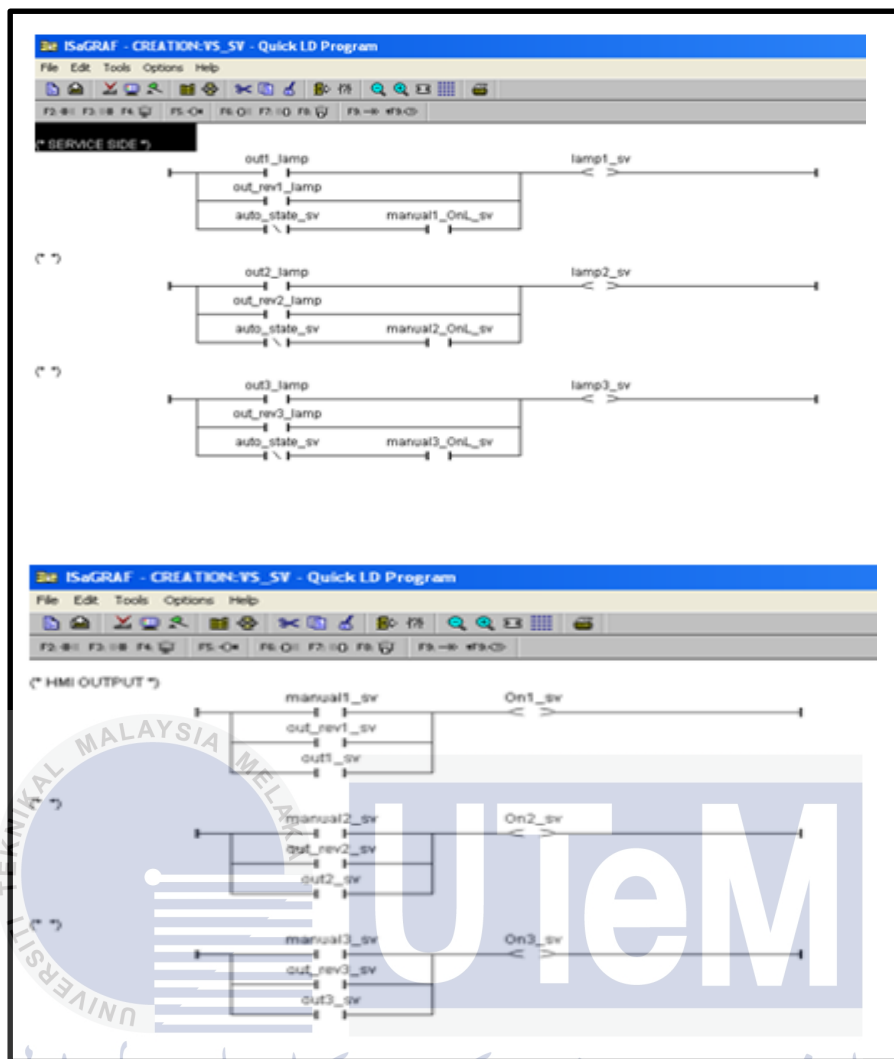 ISaGRAF - CREATION:VS_SV - Quick LD Program
File Edit Tools Options Help
(* SERVICE SIDE *)
out1_lamp lamp1_sv
out_rev1_lamp
auto_state_sv manual1_OnL_sv
(* *)
out2_lamp lamp2_sv
out_rev2_lamp
auto_state_sv manual2_OnL_sv
(* *)
out3_lamp lamp3_sv
out_rev3_lamp
auto_state_sv manual3_OnL_sv
ISaGRAF - CREATION:VS_SV - Quick LD Program
File Edit Tools Options Help
(* HMI OUTPUT *)
manual1_sv On1_sv
out_rev1_sv
out1_sv
(* *)
manual2_sv On2_sv
out_rev2_sv
out2_sv
(* *)
manual3_sv On3_sv
out_rev3_sv
out3_sv
MALAYSIA MELAKA
UTeM